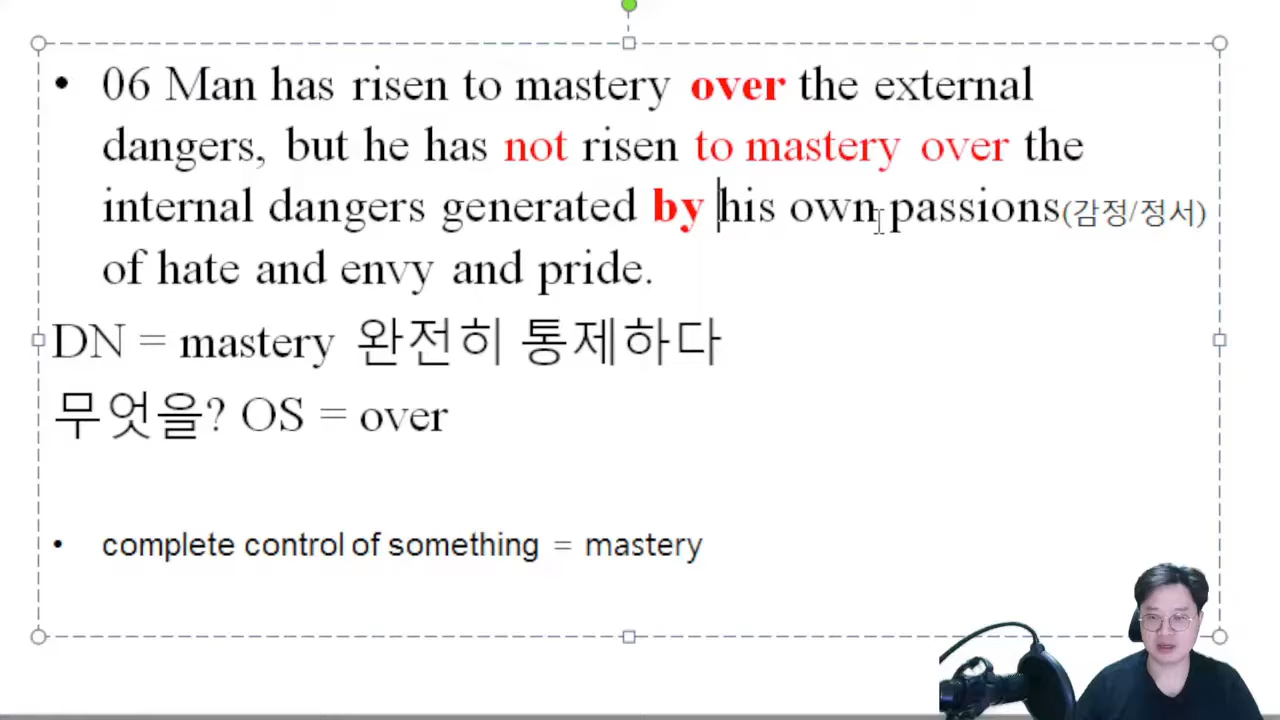 • 06 Man has risen to mastery over the external
dangers, but he has not risen to mastery over the
internal dangers generated by his own passions(감정/정서)
of hate and envy and pride.
DN = mastery 완전히 통제하다
무엇을? OS = over
• complete control of something = mastery